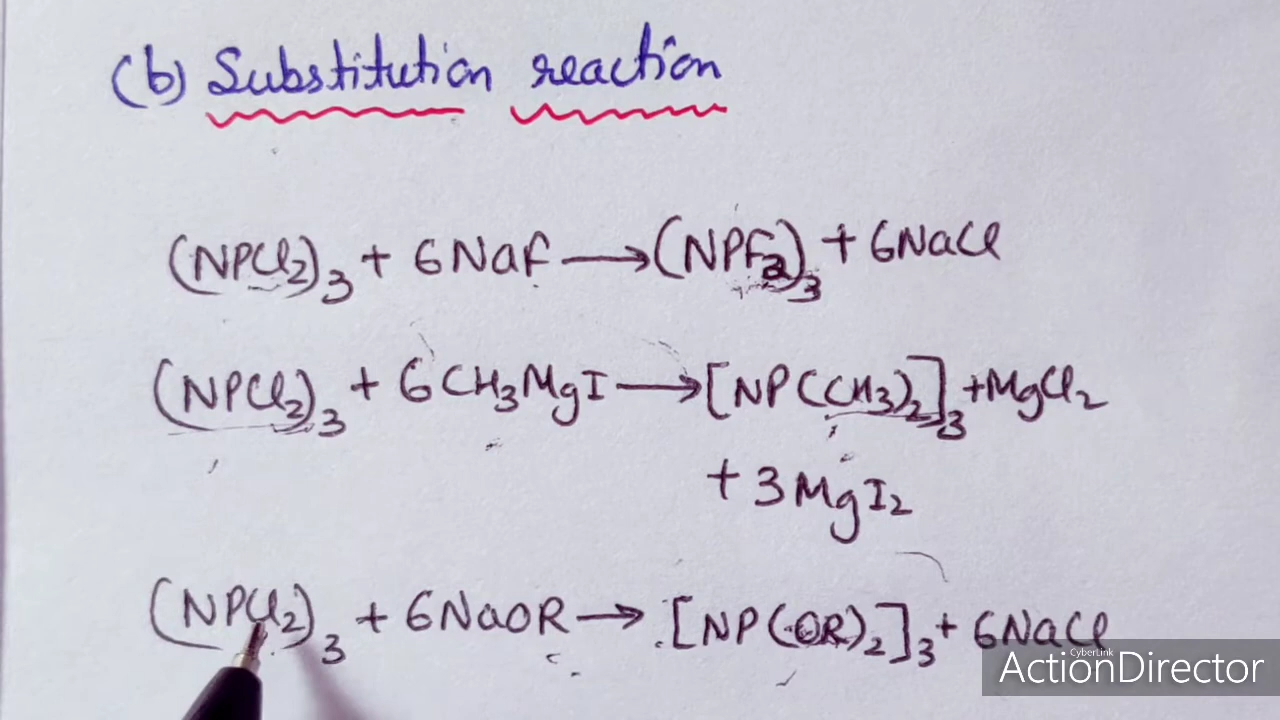 (b) Substitution reaction
(NPCl₂)₃ + 6NaF ⟶ (NPF₂)₃ + 6NaCl
(NPCl₂)₃ + 6CH₃MgI ⟶ [NP(CH₃)₂]₃ + MgCl₂
+ 3MgI₂
(NPCl₂)₃ + 6NaOR ⟶ [NP(OR)₂]₃ + 6NaCl
CyberLink
ActionDirector